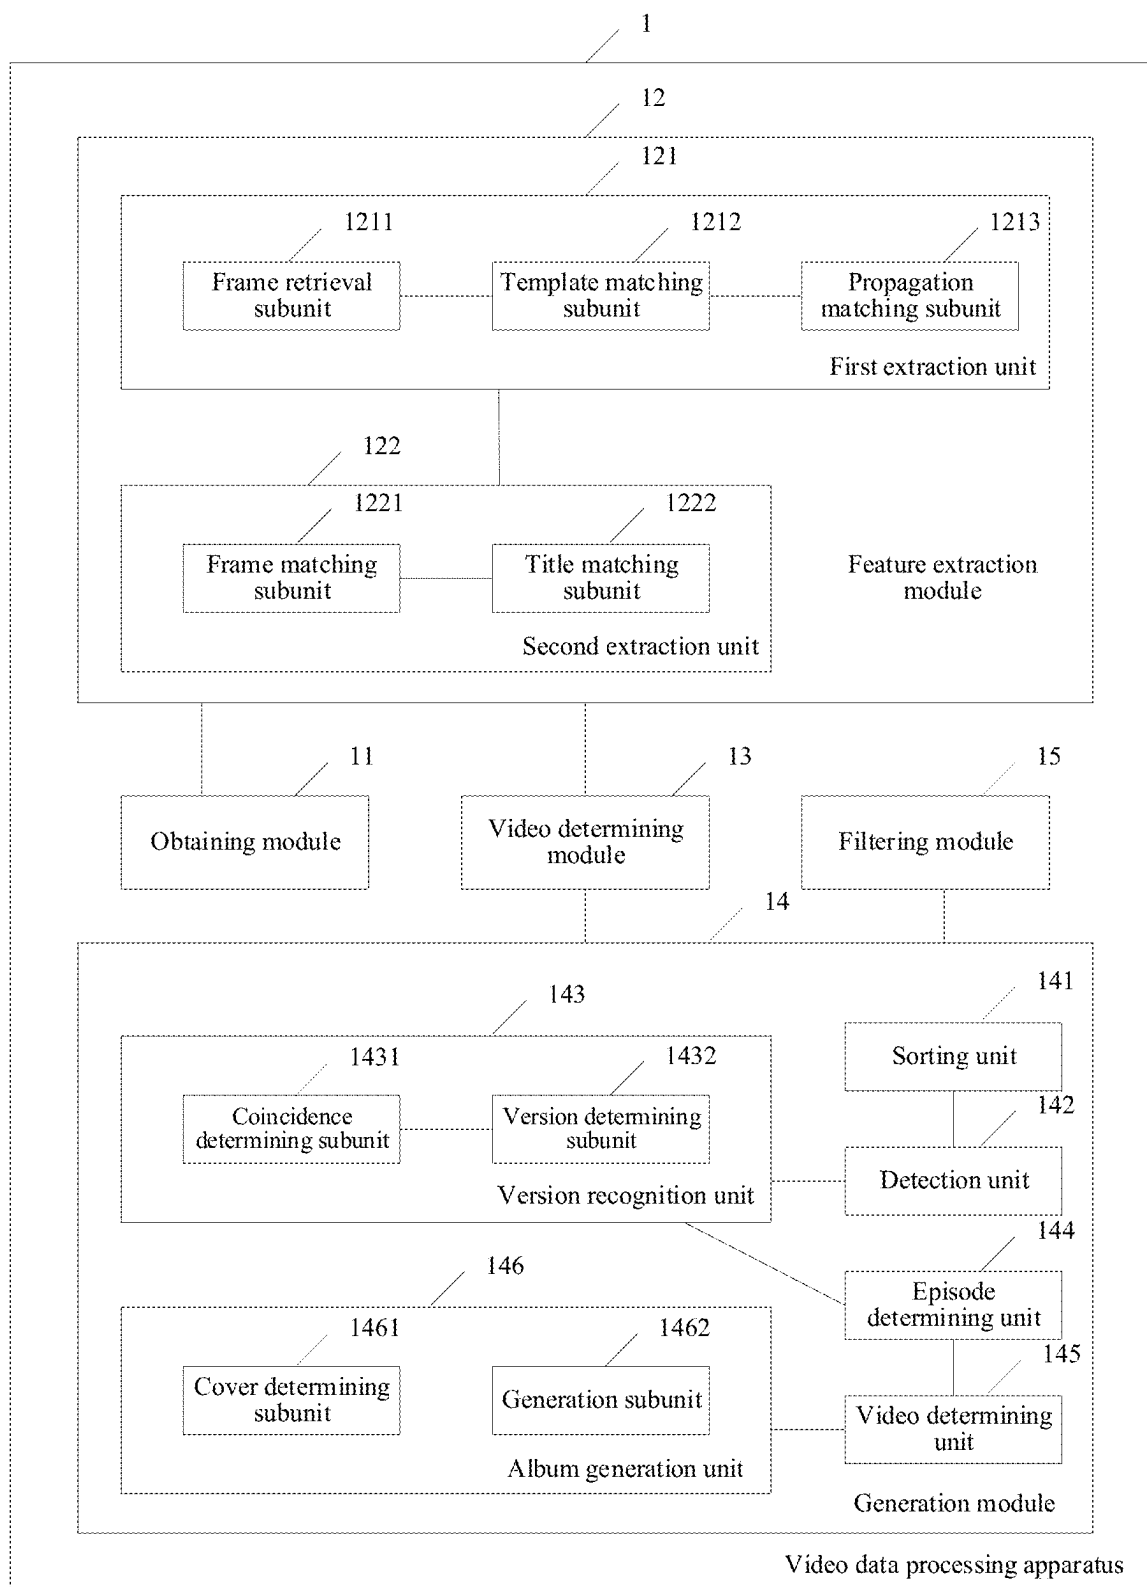 1
12
121
1211 1212 1213
Frame retrieval subunit
Template matching subunit
Propagation matching subunit
First extraction unit
122
1221 1222
Frame matching subunit
Title matching subunit
Second extraction unit
Feature extraction module
11 13 15
Obtaining module
Video determining module
Filtering module
14
143
141
1431 1432
Sorting unit
Coincidence determining subunit
Version determining subunit
142
Detection unit
Version recognition unit
144
146
Episode determining unit
1461 1462
145
Cover determining subunit
Generation subunit
Video determining unit
Album generation unit
Generation module
Video data processing apparatus